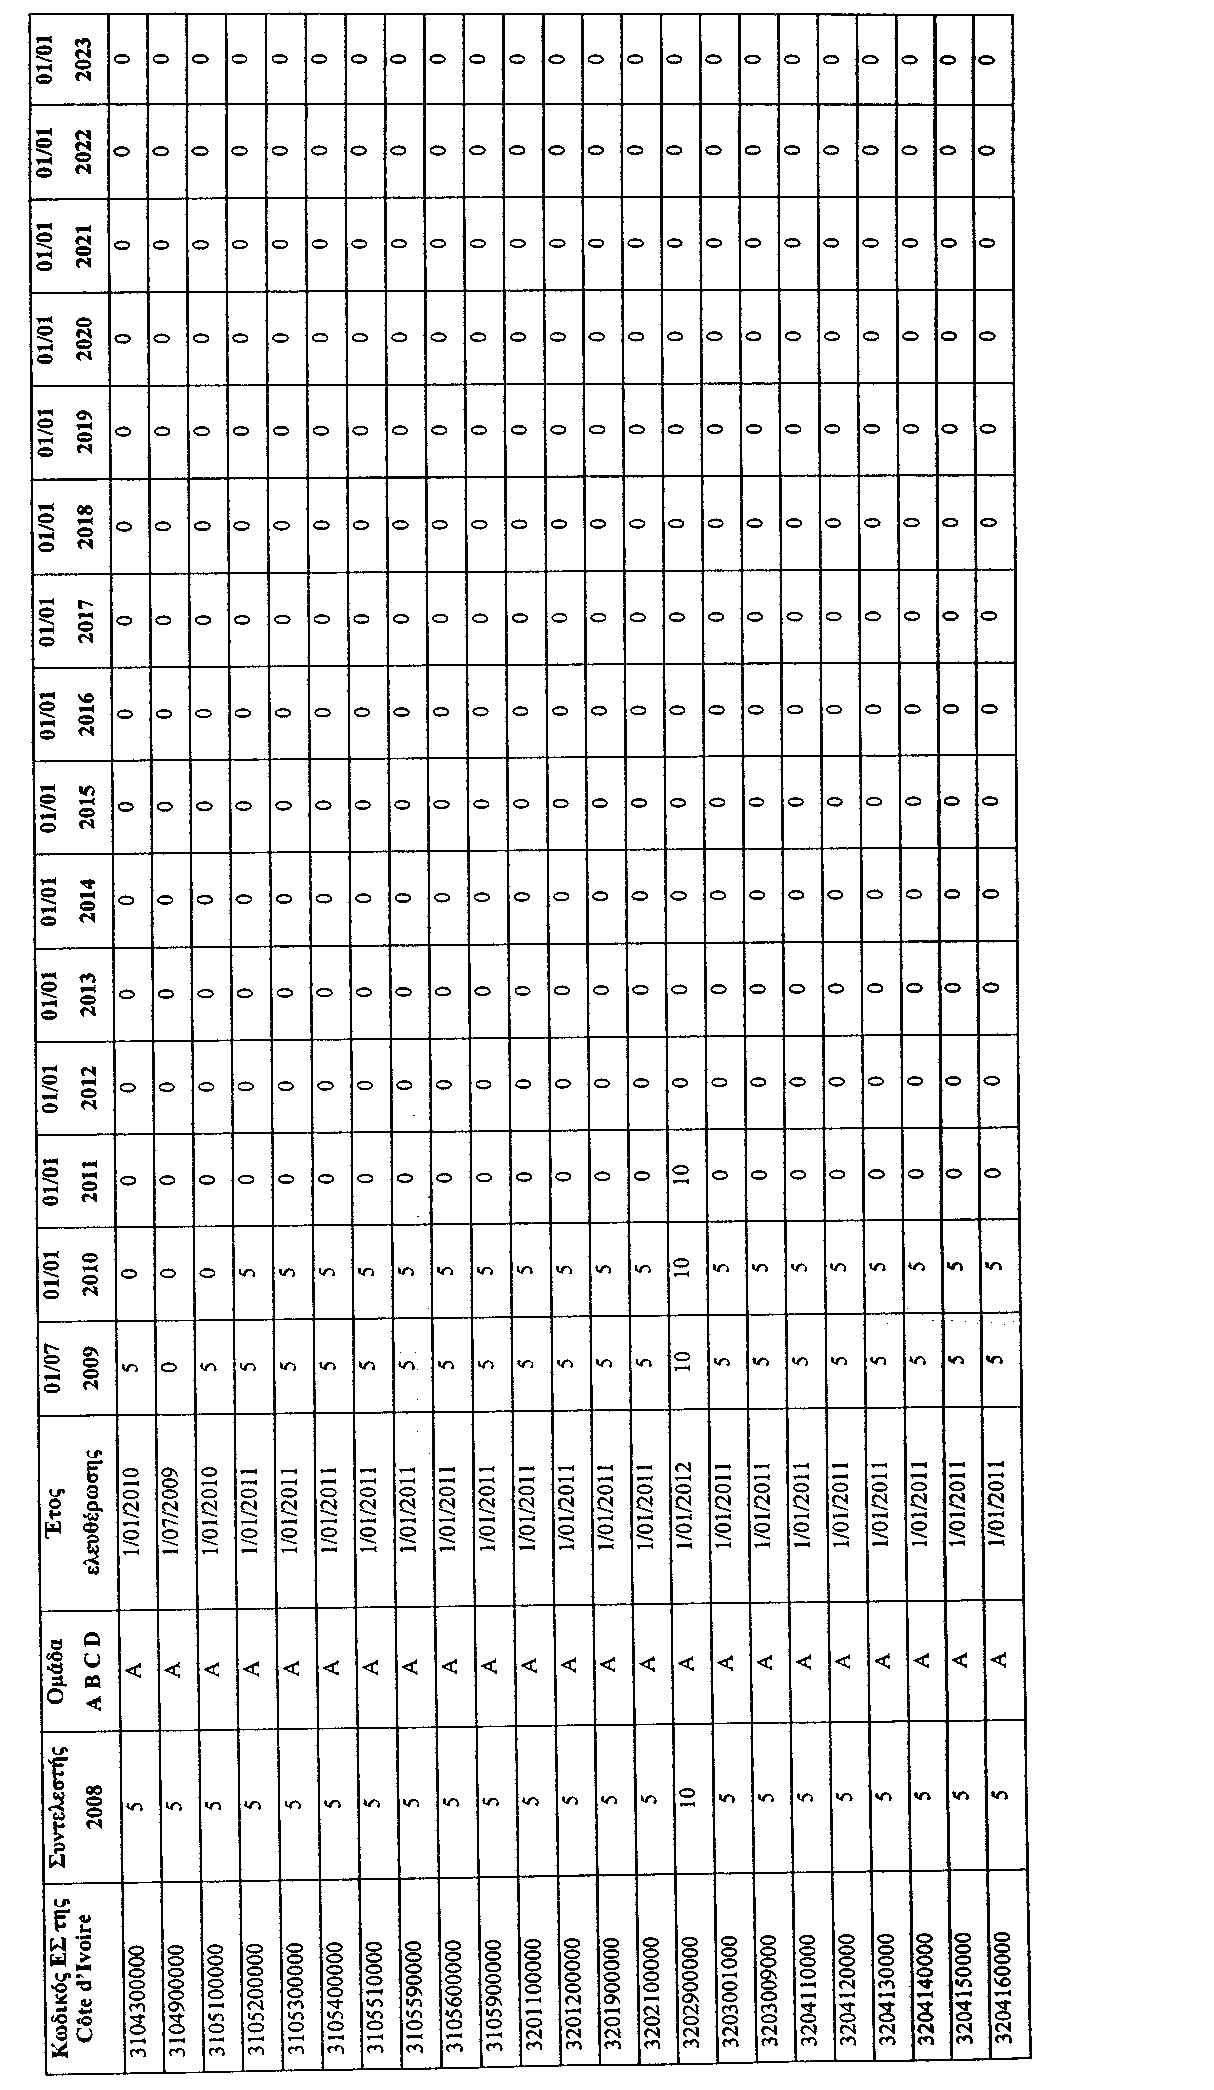 Κοδικός ΕΣ της Côte d'Ivoire | Συντελεστής 2008 | Ομάδα A B C D | Έτος ελευθέρωσης | 01/07 2009 | 01/01 2010 | 01/01 2011 | 01/01 2012 | 01/01 2013 | 01/01 2014 | 01/01 2015 | 01/01 2016 | 01/01 2017 | 01/01 2018 | 01/01 2019 | 01/01 2020 | 01/01 2021 | 01/01 2022 | 01/01 2023
3104300000 5 A 1/01/2010 5 0 0 0 0 0 0 0 0 0 0 0 0 0 0
3104900000 5 A 1/07/2009 0 0 0 0 0 0 0 0 0 0 0 0 0 0 0
3105100000 5 A 1/01/2010 5 0 0 0 0 0 0 0 0 0 0 0 0 0 0
3105200000 5 A 1/01/2011 5 5 0 0 0 0 0 0 0 0 0 0 0 0 0
3105300000 5 A 1/01/2011 5 5 0 0 0 0 0 0 0 0 0 0 0 0 0
3105400000 5 A 1/01/2011 5 5 0 0 0 0 0 0 0 0 0 0 0 0 0
3105510000 5 A 1/01/2011 5 5 0 0 0 0 0 0 0 0 0 0 0 0 0
3105590000 5 A 1/01/2011 5 5 0 0 0 0 0 0 0 0 0 0 0 0 0
3105600000 5 A 1/01/2011 5 5 0 0 0 0 0 0 0 0 0 0 0 0 0
3105900000 5 A 1/01/2011 5 5 0 0 0 0 0 0 0 0 0 0 0 0 0
3201100000 5 A 1/01/2011 5 5 0 0 0 0 0 0 0 0 0 0 0 0 0
3201200000 5 A 1/01/2011 5 5 0 0 0 0 0 0 0 0 0 0 0 0 0
3201900000 5 A 1/01/2011 5 5 0 0 0 0 0 0 0 0 0 0 0 0 0
3202100000 5 A 1/01/2011 5 5 0 0 0 0 0 0 0 0 0 0 0 0 0
3202900000 10 A 1/01/2012 10 10 10 0 0 0 0 0 0 0 0 0 0 0 0
3203001000 5 A 1/01/2011 5 5 0 0 0 0 0 0 0 0 0 0 0 0 0
3203009000 5 A 1/01/2011 5 5 0 0 0 0 0 0 0 0 0 0 0 0 0
3204110000 5 A 1/01/2011 5 5 0 0 0 0 0 0 0 0 0 0 0 0 0
3204120000 5 A 1/01/2011 5 5 0 0 0 0 0 0 0 0 0 0 0 0 0
3204130000 5 A 1/01/2011 5 5 0 0 0 0 0 0 0 0 0 0 0 0 0
3204140000 5 A 1/01/2011 5 5 0 0 0 0 0 0 0 0 0 0 0 0 0
3204150000 5 A 1/01/2011 5 5 0 0 0 0 0 0 0 0 0 0 0 0 0
3204160000 5 A 1/01/2011 5 5 0 0 0 0 0 0 0 0 0 0 0 0 0